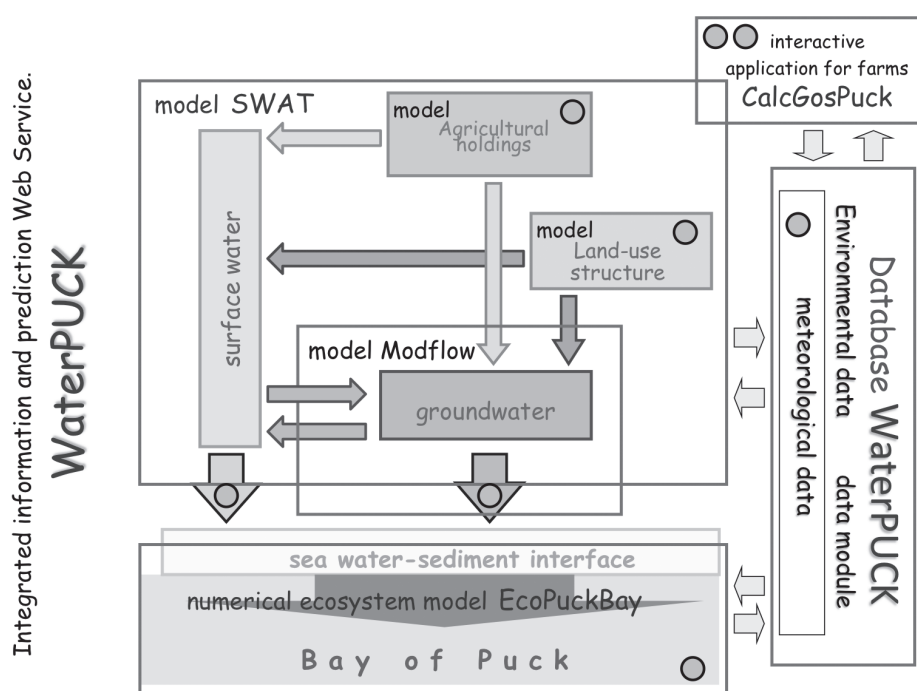 Integrated information and prediction Web Service.
WaterPUCK
interactive
application for farms
CalcGosPuck
model SWAT
model
Agricultural
holdings
surface water
model
Land-use
structure
model Modflow
groundwater
meteorological data
Environmental data data module
Database WaterPUCK
sea water-sediment interface
numerical ecosystem model EcoPuckBay
Bay of Puck